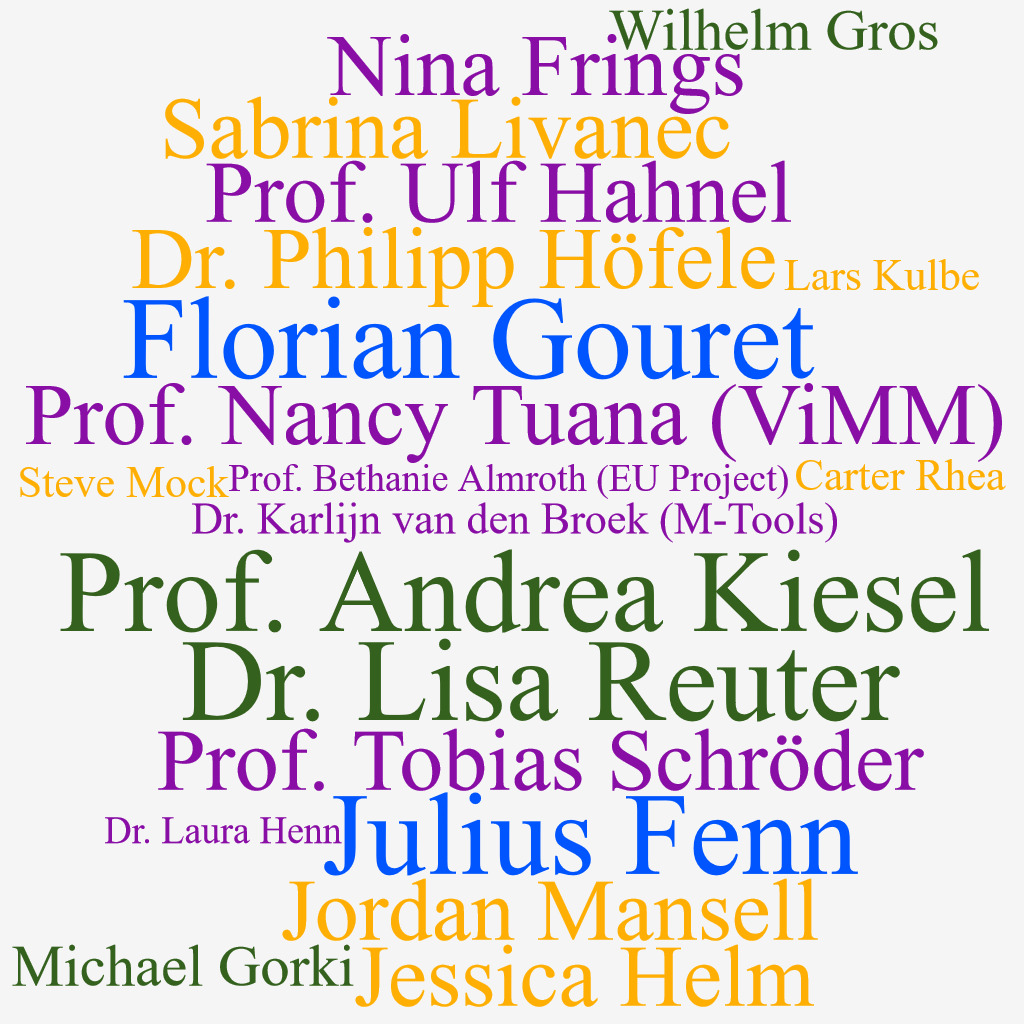 Wilhelm Gros
Nina Frings
Sabrina Livanec
Prof. Ulf Hahnel
Dr. Philipp Höfele
Lars Kulbe
Florian Gouret
Prof. Nancy Tuana (ViMM)
Steve Mock
Prof. Bethanie Almroth (EU Project)
Carter Rhea
Dr. Karlijn van den Broek (M-Tools)
Prof. Andrea Kiesel
Dr. Lisa Reuter
Prof. Tobias Schröder
Dr. Laura Henn
Julius Fenn
Jordan Mansell
Michael Gorki
Jessica Helm